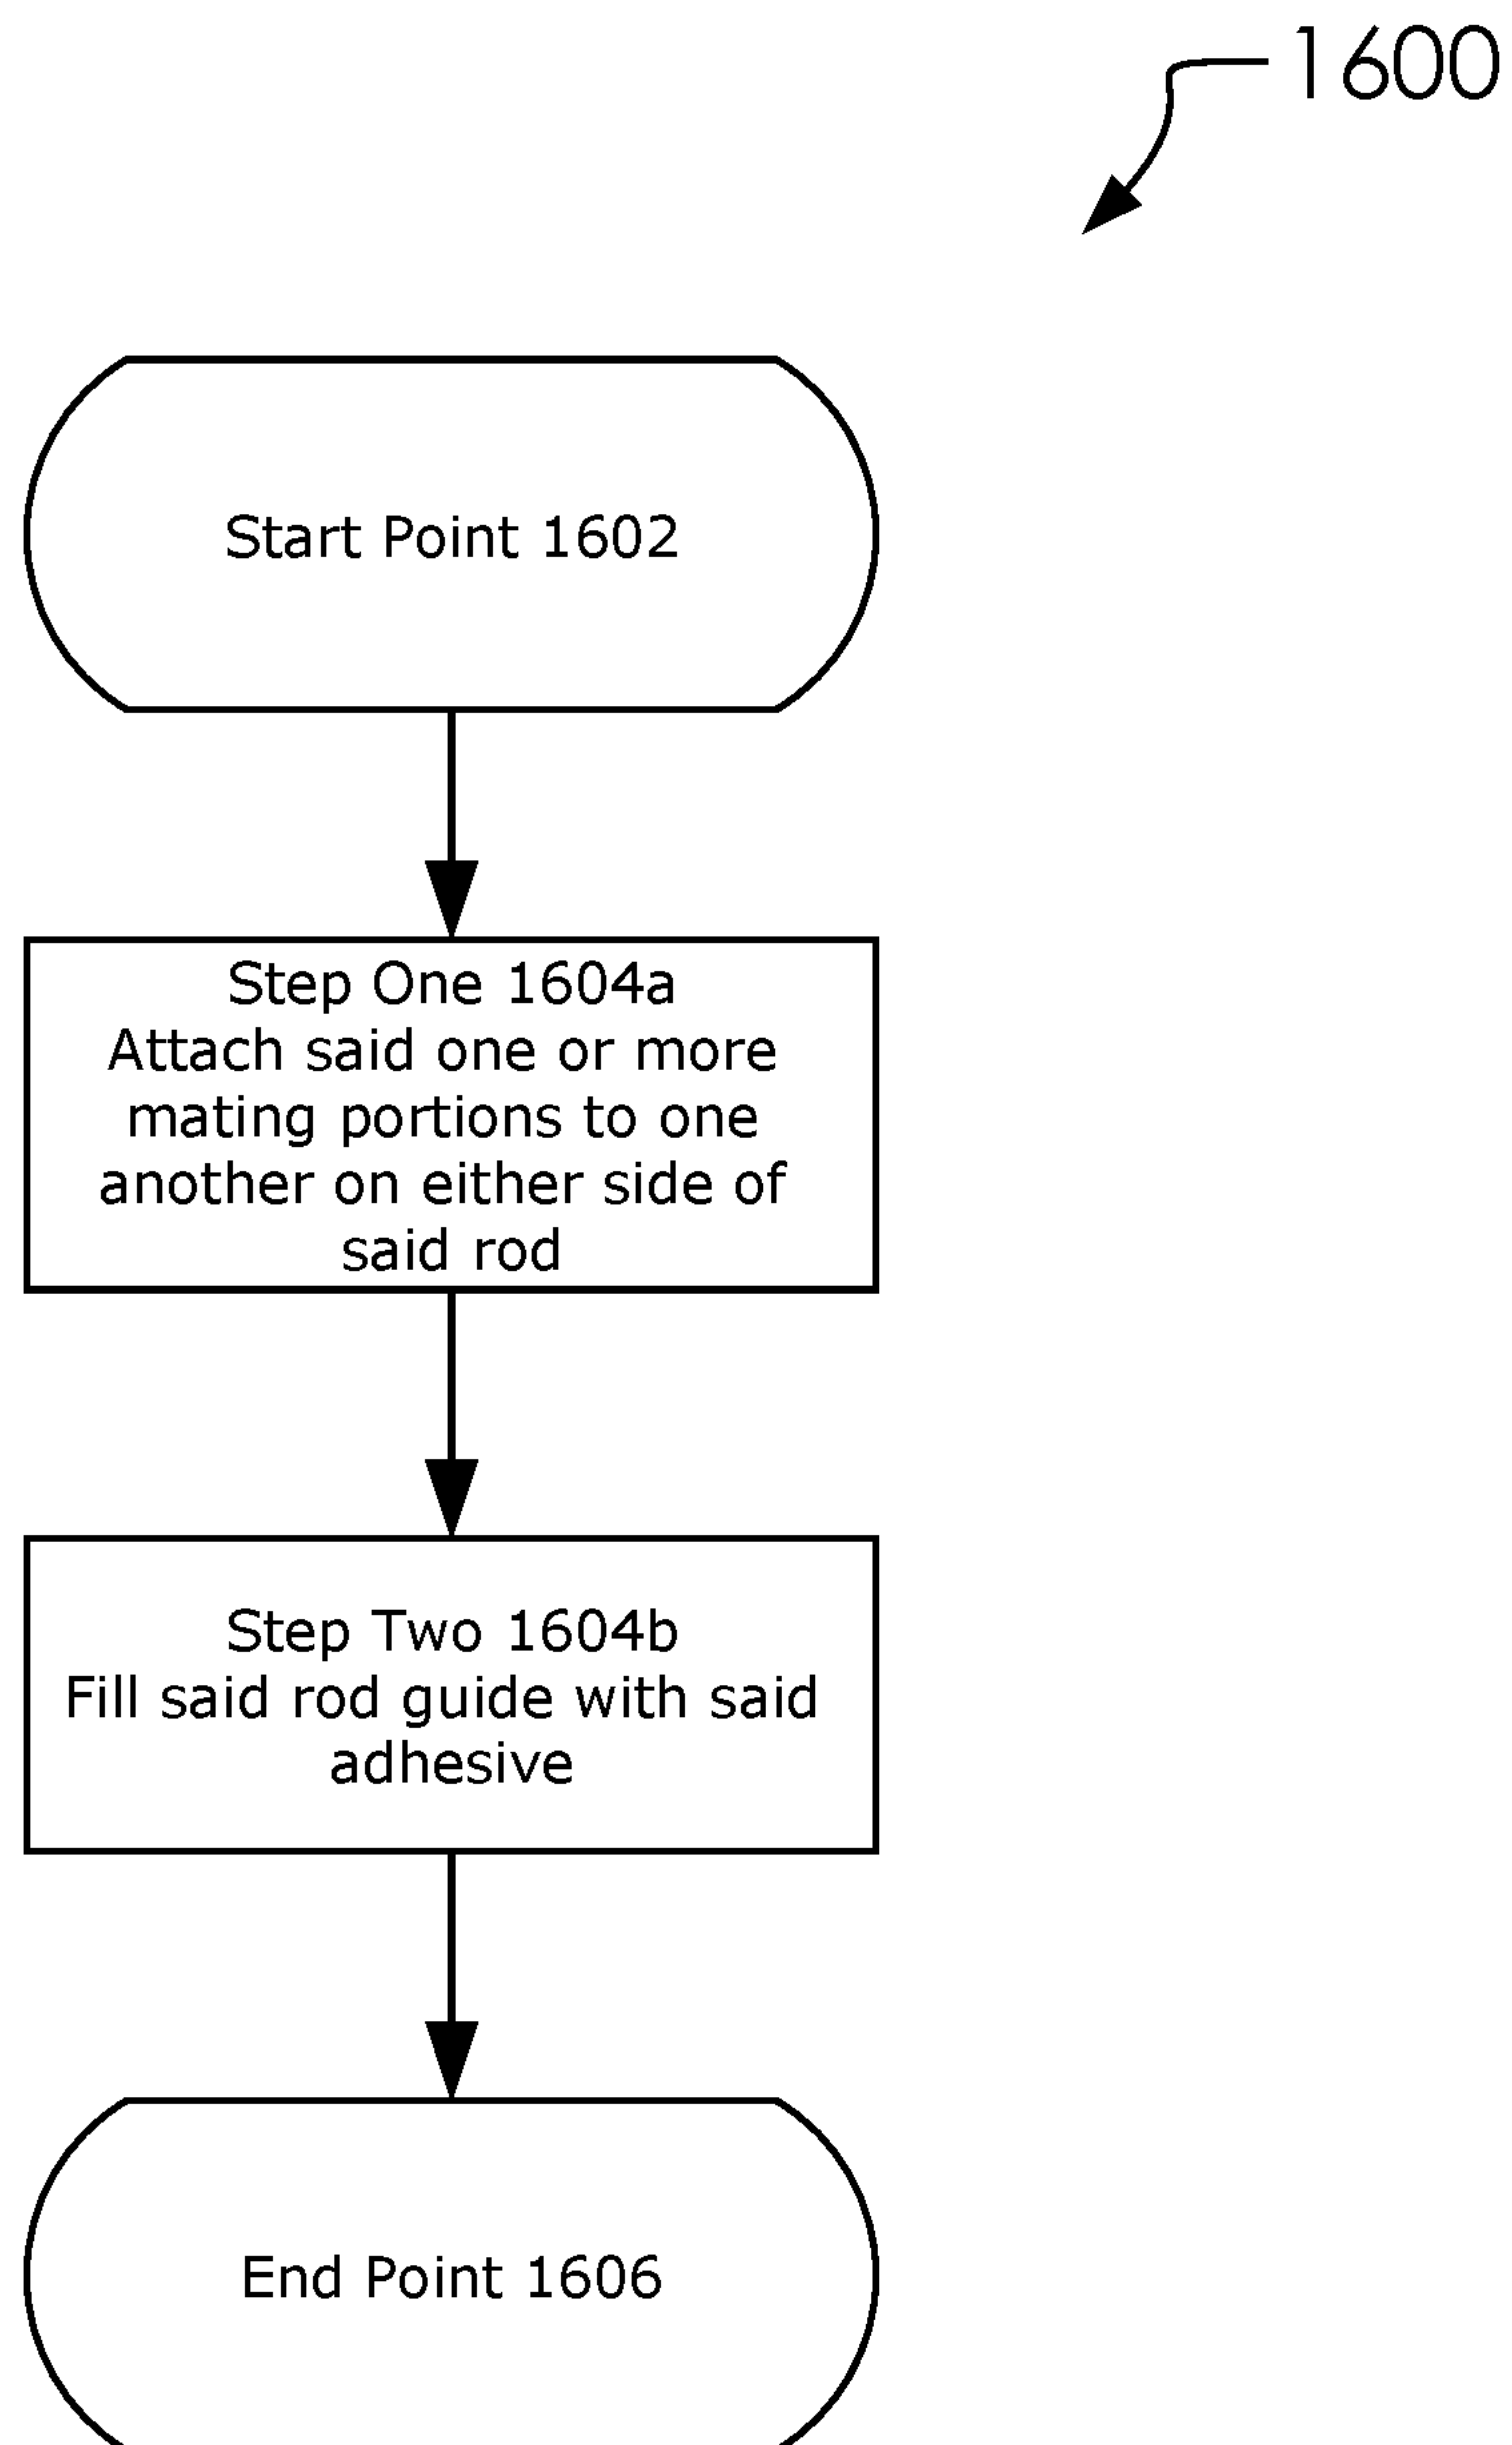 1600
Start Point 1602
Step One 1604a
Attach said one or more
mating portions to one
another on either side of
said rod
Step Two 1604b
Fill said rod guide with said
adhesive
End Point 1606